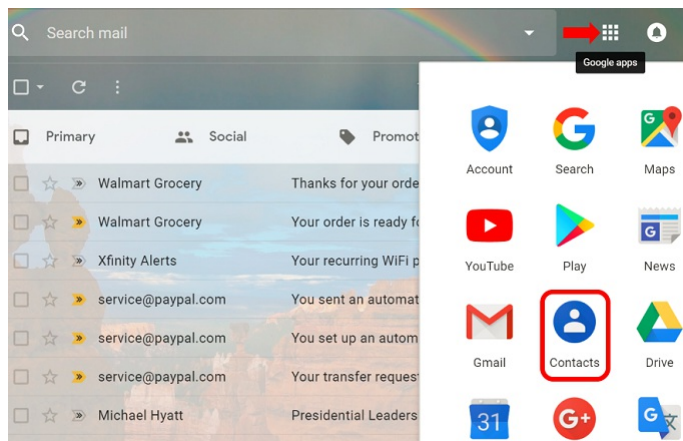 Search mail
Google apps
Primary
Social
Promot
Walmart Grocery Thanks for your orde
Walmart Grocery Your order is ready fo
Xfinity Alerts Your recurring WiFi p
service@paypal.com You sent an automat
service@paypal.com You set up an autom
service@paypal.com Your transfer reques
Michael Hyatt Presidential Leaders
Account Search Maps
YouTube Play News
Gmail Contacts Drive
31 G+ G